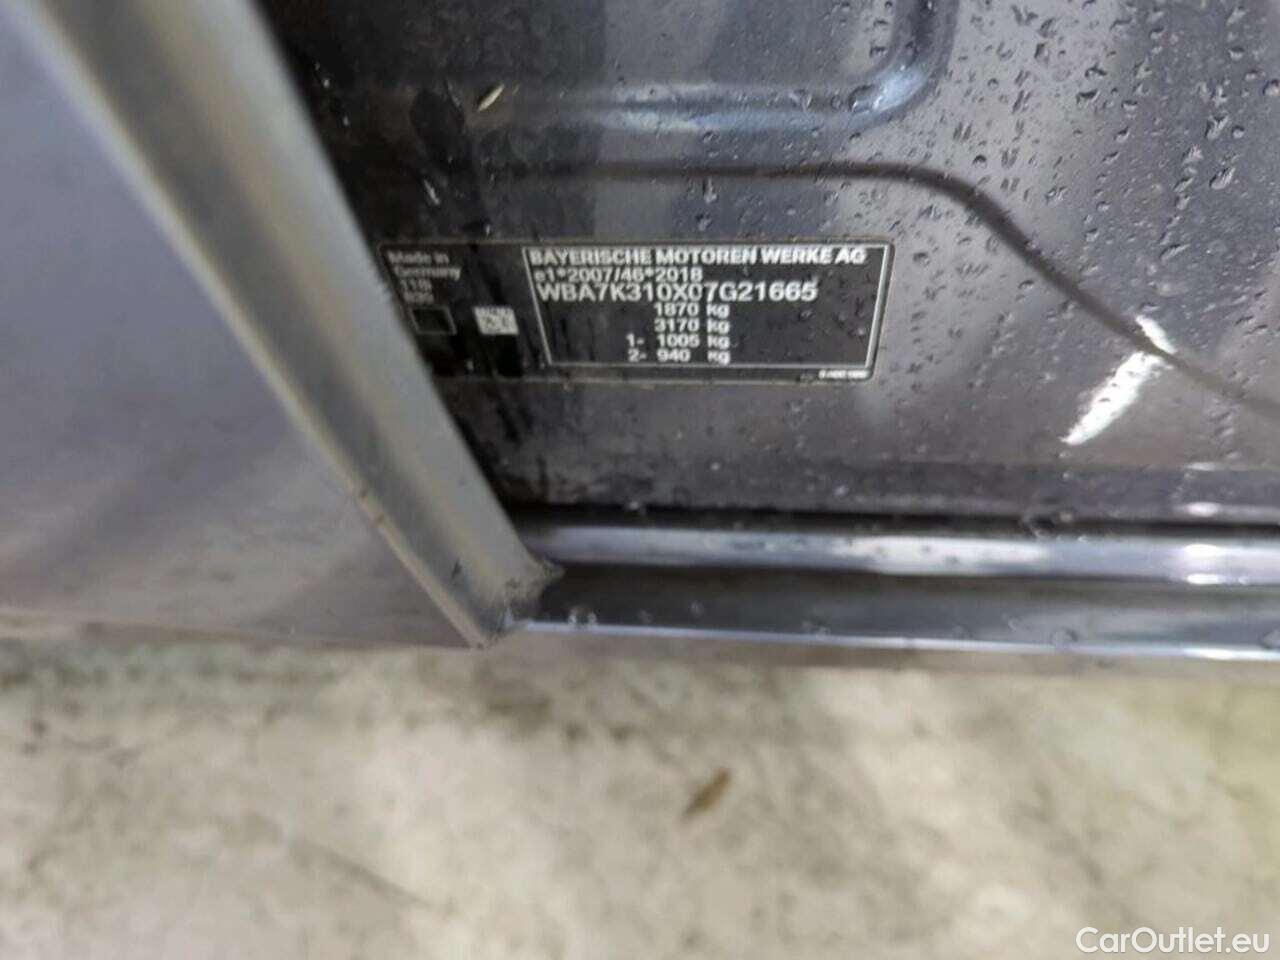 Made in
Germany
BAYERISCHE MOTOREN WERKE AG
e1*2007/46*2018
WBA7K310X07G21665
1870 kg
3170 kg
1- 1005 kg
2- 940 kg
CarOutlet.eu